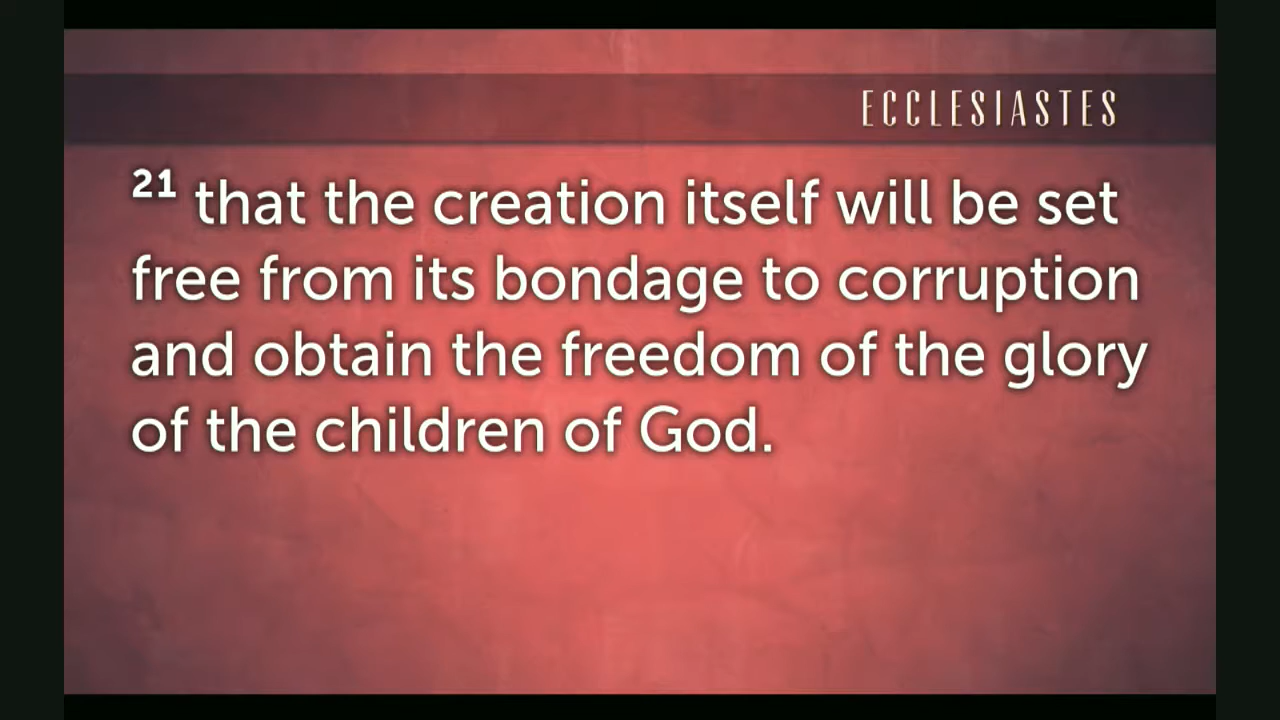 ECCLESIASTES
21 that the creation itself will be set
free from its bondage to corruption
and obtain the freedom of the glory
of the children of God.